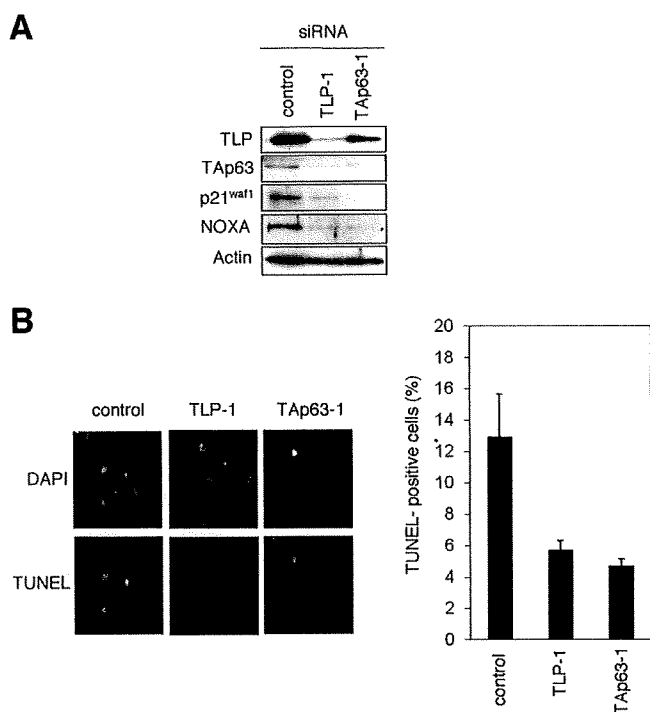 A
siRNA
control
TLP-1
TAp63-1
TLP
TAp63
p21waf1
NOXA
Actin
B
control TLP-1 TAp63-1
DAPI
TUNEL
TUNEL- positive cells (%)
20
18
16
14
12
10
8
6
4
2
0
control
TLP-1
TAp63-1